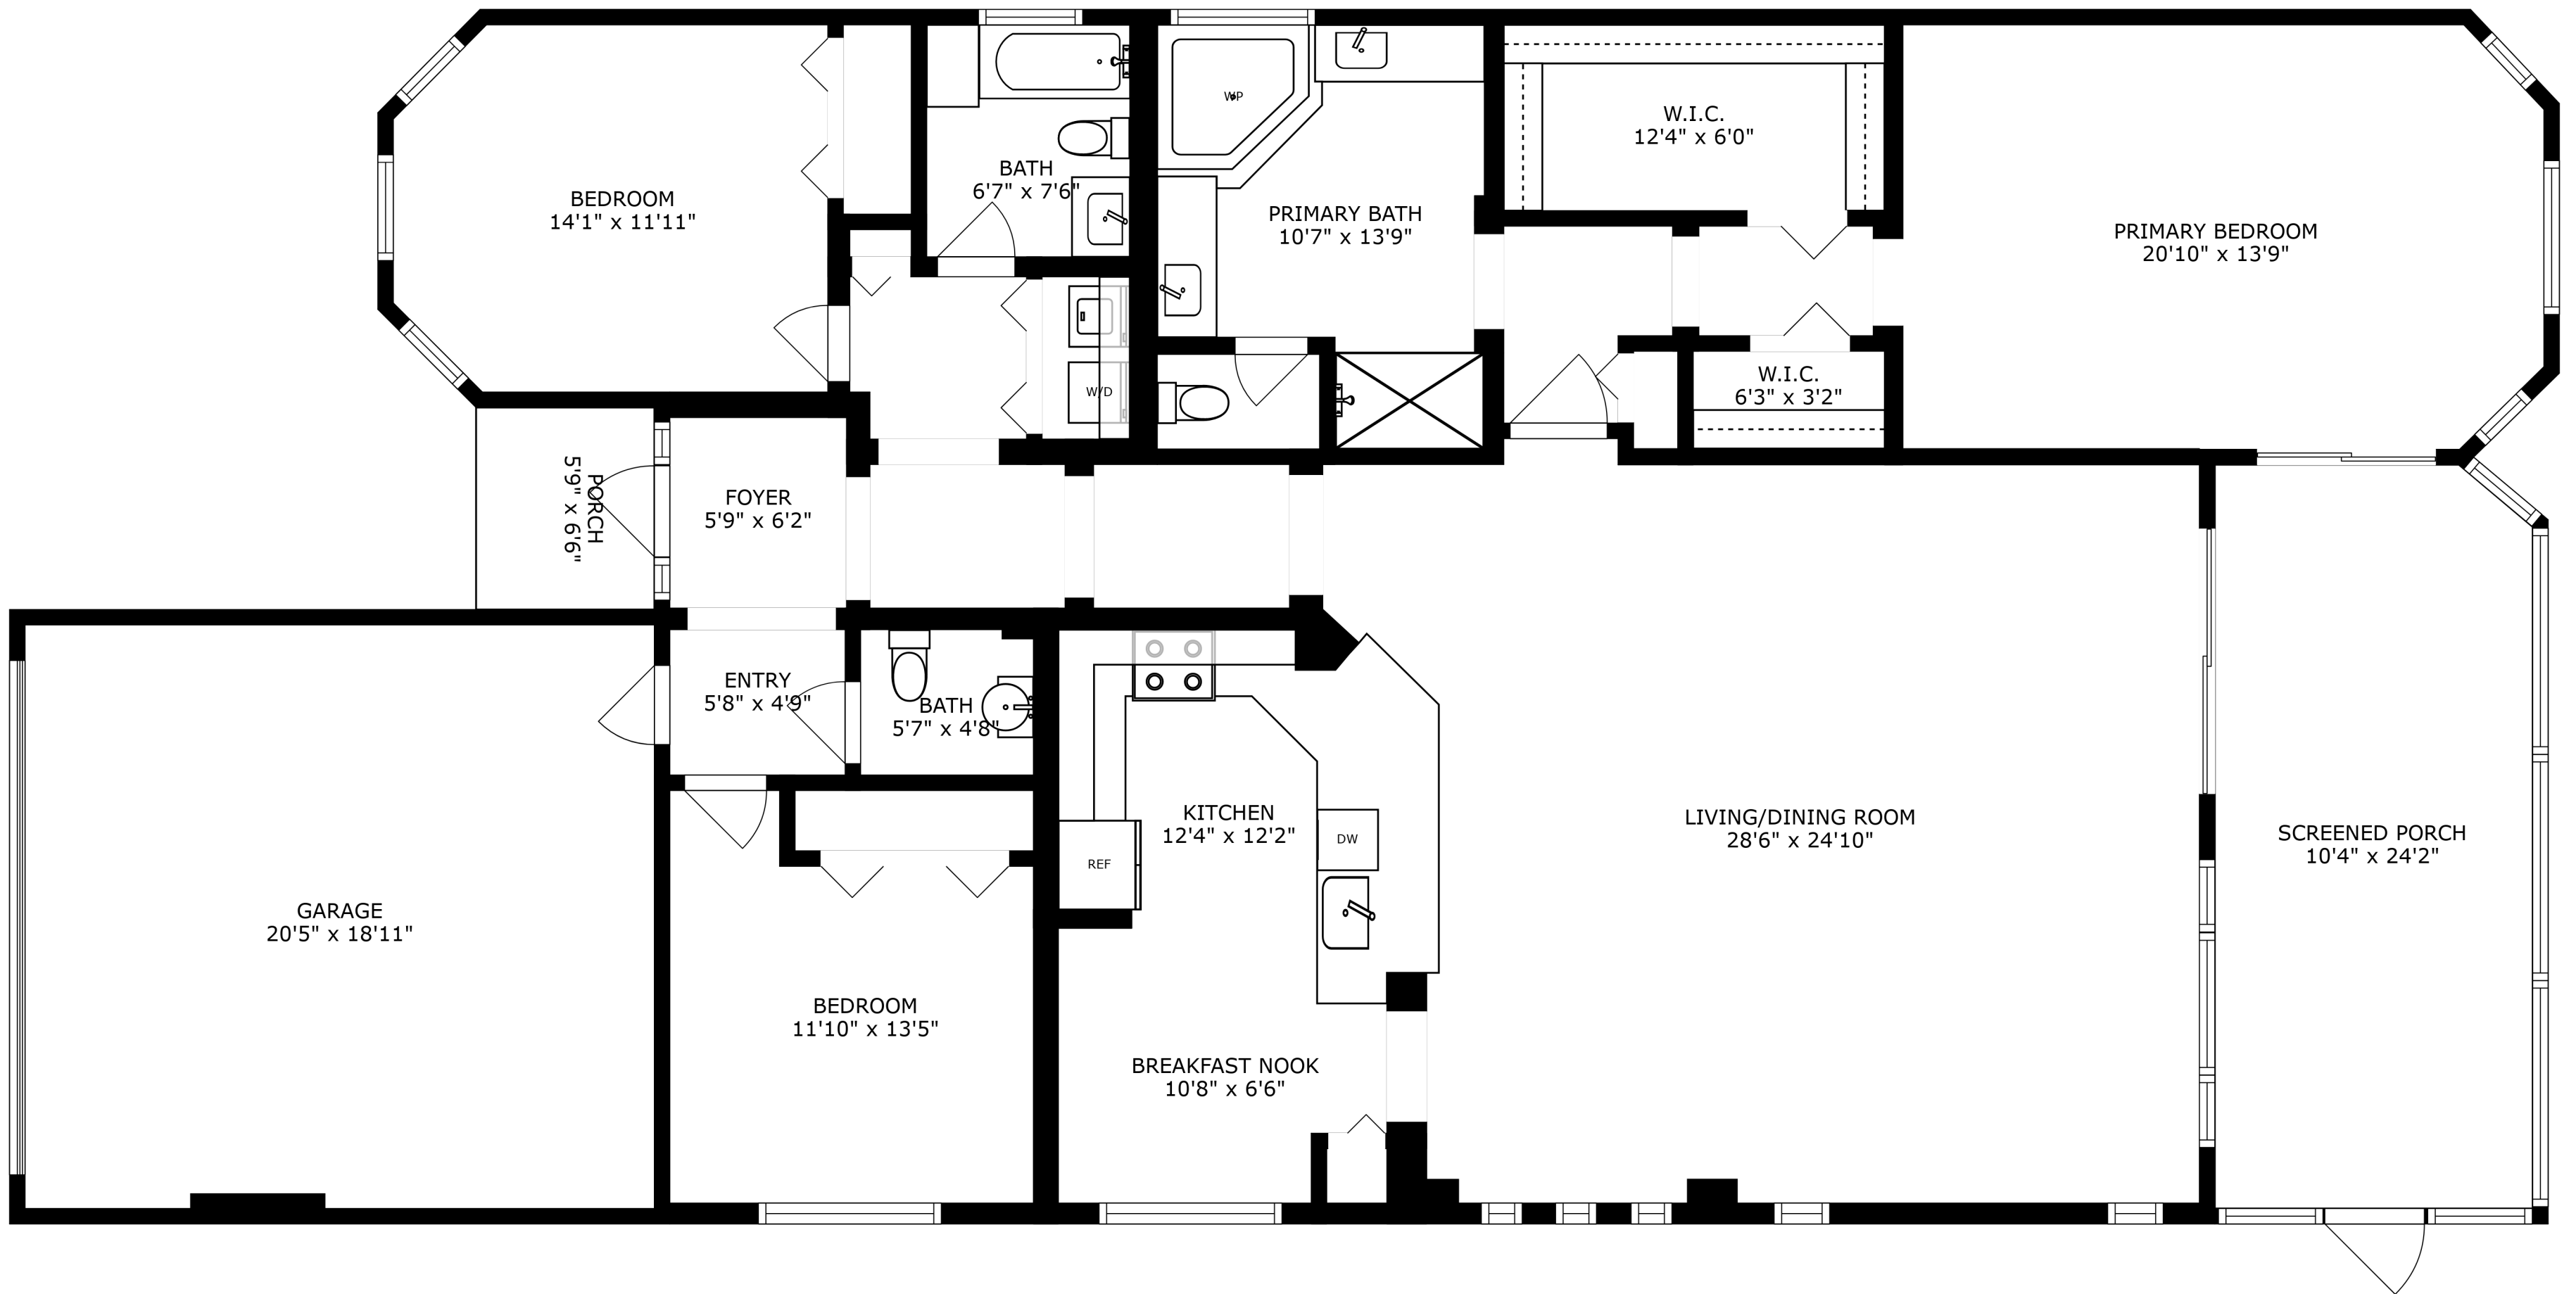 BEDROOM
14'1" x 11'11"
BATH
6'7" x 7'6"
WP
PRIMARY BATH
10'7" x 13'9"
W.I.C.
12'4" x 6'0"
PRIMARY BEDROOM
20'10" x 13'9"
W/D
W.I.C.
6'3" x 3'2"
PORCH
5'9" x 6'6"
FOYER
5'9" x 6'2"
ENTRY
5'8" x 4'9"
BATH
5'7" x 4'8"
KITCHEN
12'4" x 12'2"
REF
DW
LIVING/DINING ROOM
28'6" x 24'10"
SCREENED PORCH
10'4" x 24'2"
GARAGE
20'5" x 18'11"
BEDROOM
11'10" x 13'5"
BREAKFAST NOOK
10'8" x 6'6"